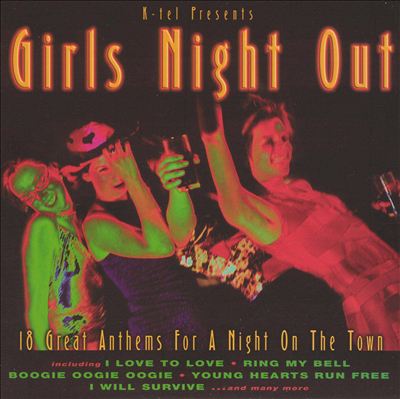 K-tel Presents
Girls Night Out
18 Great Anthems For A Night On The Town
including I LOVE TO LOVE • RING MY BELL
BOOGIE OOGIE OOGIE • YOUNG HEARTS RUN FREE
I WILL SURVIVE ...and many more